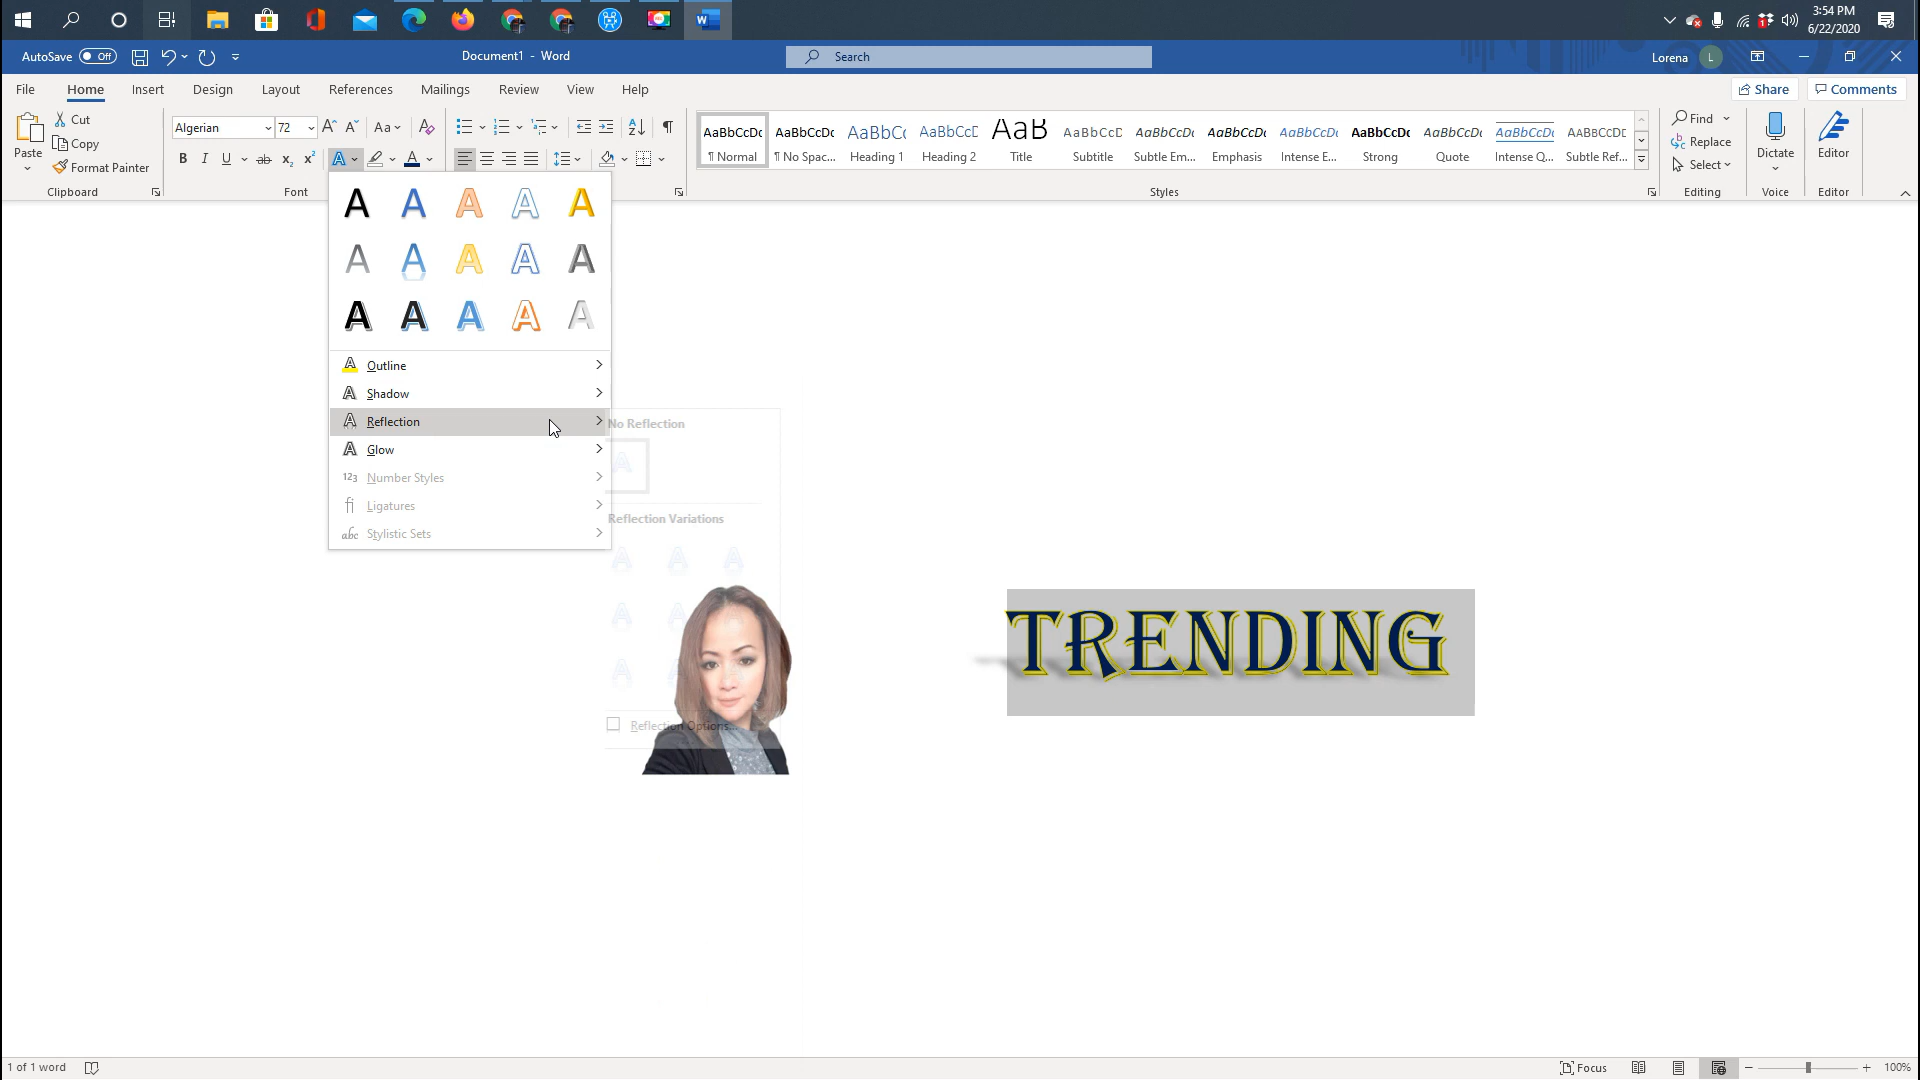 3:54 PM
6/22/2020
AutoSave Off
Document1 - Word
Search
Lorena L
File Home Insert Design Layout References Mailings Review View Help
Share Comments
Paste
Cut
Copy
Format Painter
Clipboard
Algerian 72
Font
AaBbCcDc
¶ Normal
AaBbCcDc
¶ No Spac...
AaBbCc
Heading 1
AaBbCcD
Heading 2
AaB
Title
AaBbCcD
Subtitle
AaBbCcDc
Subtle Em...
AaBbCcDc
Emphasis
AaBbCcDc
Intense E...
AaBbCcDc
Strong
AaBbCcDc
Quote
AaBbCcDc
Intense Q...
AABBCCDC
Subtle Ref...
Styles
Find
Replace
Select
Editing
Dictate
Voice
Editor
Editor
Outline
Shadow
Reflection
Glow
Number Styles
Ligatures
Stylistic Sets
No Reflection
Reflection Variations
Reflection Options...
TRENDING
1 of 1 word
Focus
100%